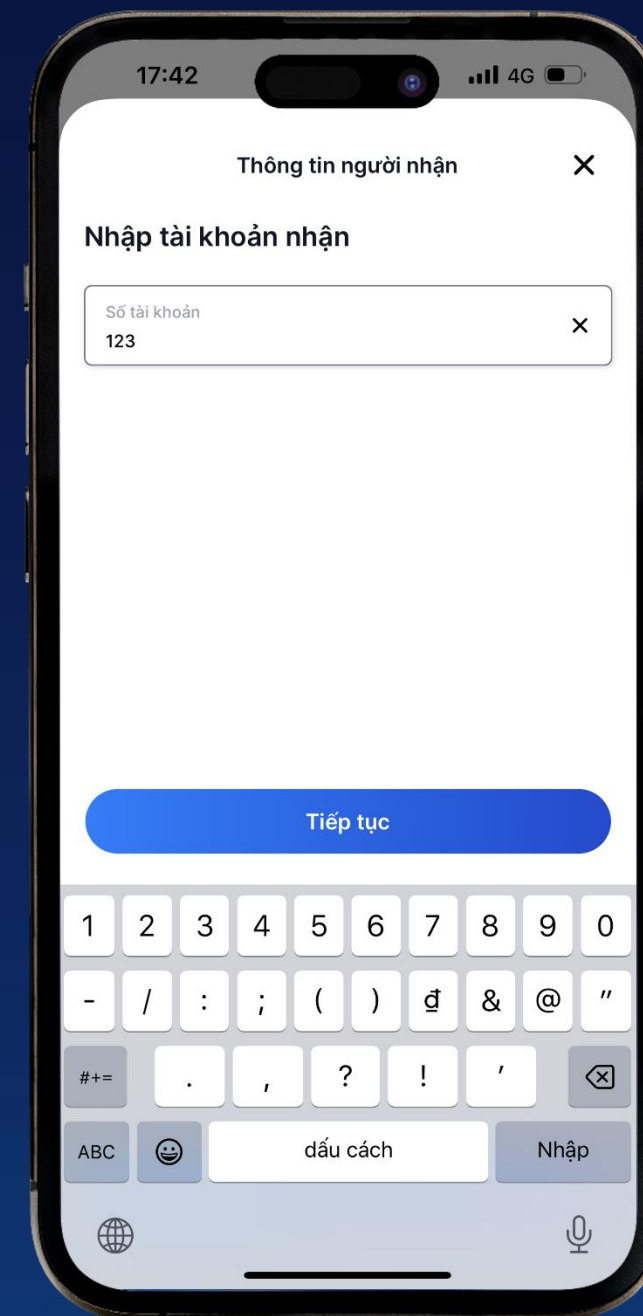 17:42
4G
Thông tin người nhận
Nhập tài khoản nhận
Số tài khoản
123
Tiếp tục
1 2 3 4 5 6 7 8 9 0
- / : ; ( ) ₫ & @ "
#+= . , ? ! '
ABC dấu cách Nhập